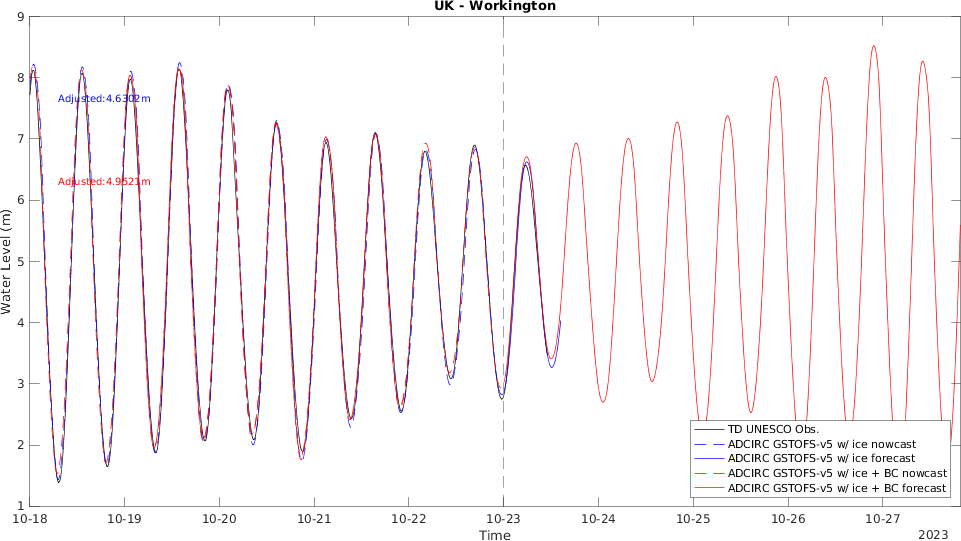 UK - Workington
9
8
7
6
5
4
3
2
1
Water Level (m)
Adjusted:4.6302m
Adjusted:4.9521m
TD UNESCO Obs.
ADCIRC GSTOFS-v5 w/ ice nowcast
ADCIRC GSTOFS-v5 w/ ice forecast
ADCIRC GSTOFS-v5 w/ ice + BC nowcast
ADCIRC GSTOFS-v5 w/ ice + BC forecast
10-18 10-19 10-20 10-21 10-22 10-23 10-24 10-25 10-26 10-27
Time
2023